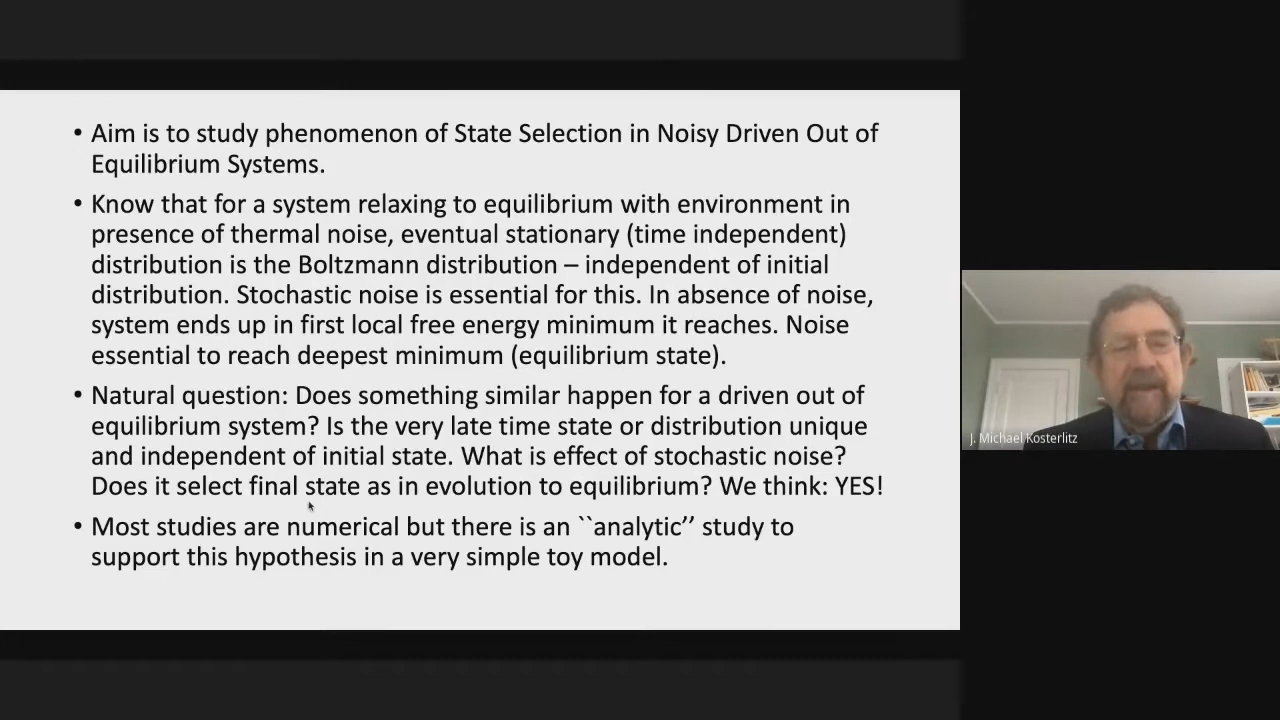 • Aim is to study phenomenon of State Selection in Noisy Driven Out of
Equilibrium Systems.
• Know that for a system relaxing to equilibrium with environment in
presence of thermal noise, eventual stationary (time independent)
distribution is the Boltzmann distribution – independent of initial
distribution. Stochastic noise is essential for this. In absence of noise,
system ends up in first local free energy minimum it reaches. Noise
essential to reach deepest minimum (equilibrium state).
• Natural question: Does something similar happen for a driven out of
equilibrium system? Is the very late time state or distribution unique
and independent of initial state. What is effect of stochastic noise?
Does it select final state as in evolution to equilibrium? We think: YES!
• Most studies are numerical but there is an ``analytic’’ study to
support this hypothesis in a very simple toy model.
J. Michael Kosterlitz